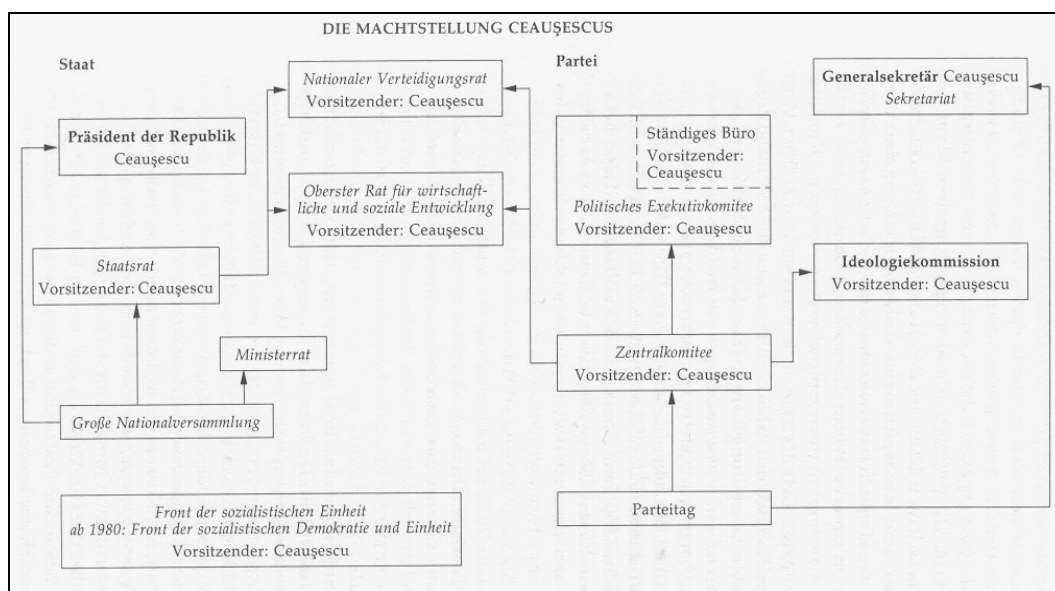 DIE MACHTSTELLUNG CEAUŞESCUS
Staat
Nationaler Verteidigungsrat
Vorsitzender: Ceauşescu
Präsident der Republik
Ceauşescu
Oberster Rat für wirtschaft-
liche und soziale Entwicklung
Vorsitzender: Ceauşescu
Staatsrat
Vorsitzender: Ceauşescu
Ministerrat
Große Nationalversammlung
Front der sozialistischen Einheit
ab 1980: Front der sozialistischen Demokratie und Einheit
Vorsitzender: Ceauşescu
Partei
Generalsekretär Ceauşescu
Sekretariat
Ständiges Büro
Vorsitzender:
Ceauşescu
Politisches Exekutivkomitee
Vorsitzender: Ceauşescu
Ideologiekommission
Vorsitzender: Ceauşescu
Zentralkomitee
Vorsitzender: Ceauşescu
Parteitag